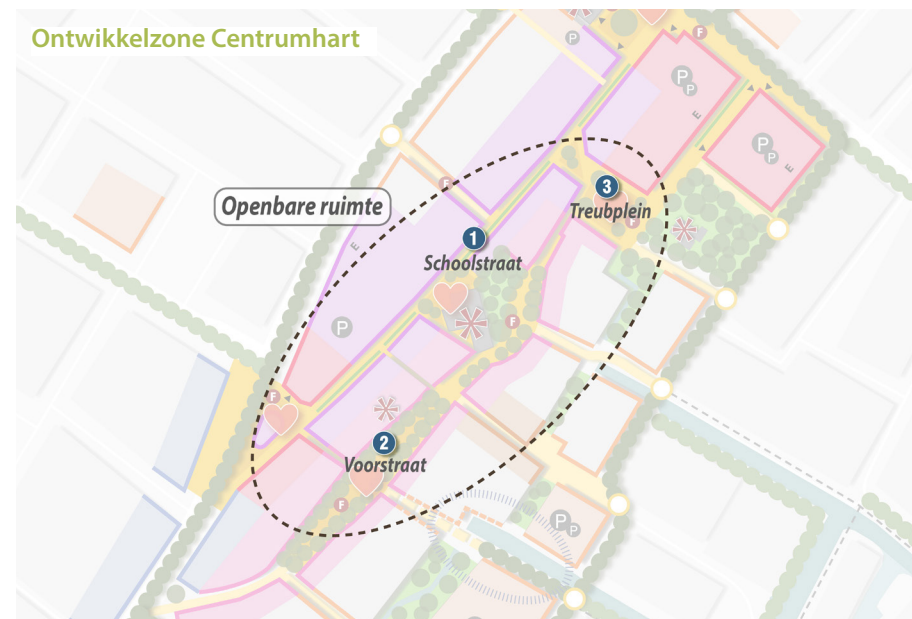 Ontwikkelzone Centrumhart
P
F
P
P
E
P
P
E
F
3
Treubplein
F
Openbare ruimte
1
Schoolstraat
E
P
F
F
2
Voorstraat
F
P
P
P